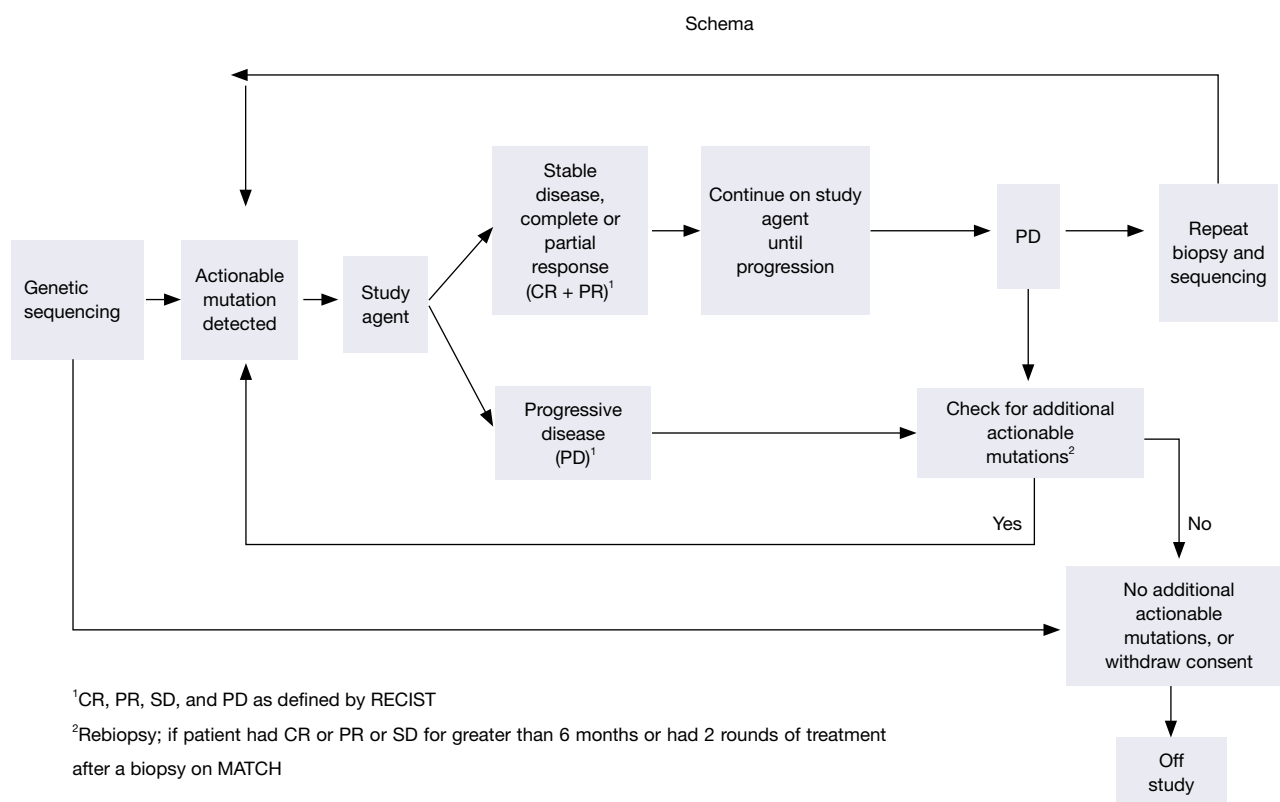 Schema
Genetic
sequencing
Actionable
mutation
detected
Study
agent
Stable
disease,
complete or
partial
response
(CR + PR)¹
Continue on study
agent
until
progression
PD
Repeat
biopsy and
sequencing
Progressive
disease
(PD)¹
Check for additional
actionable
mutations²
Yes
No
No additional
actionable
mutations, or
withdraw consent
Off
study
¹CR, PR, SD, and PD as defined by RECIST
²Rebiopsy; if patient had CR or PR or SD for greater than 6 months or had 2 rounds of treatment
after a biopsy on MATCH